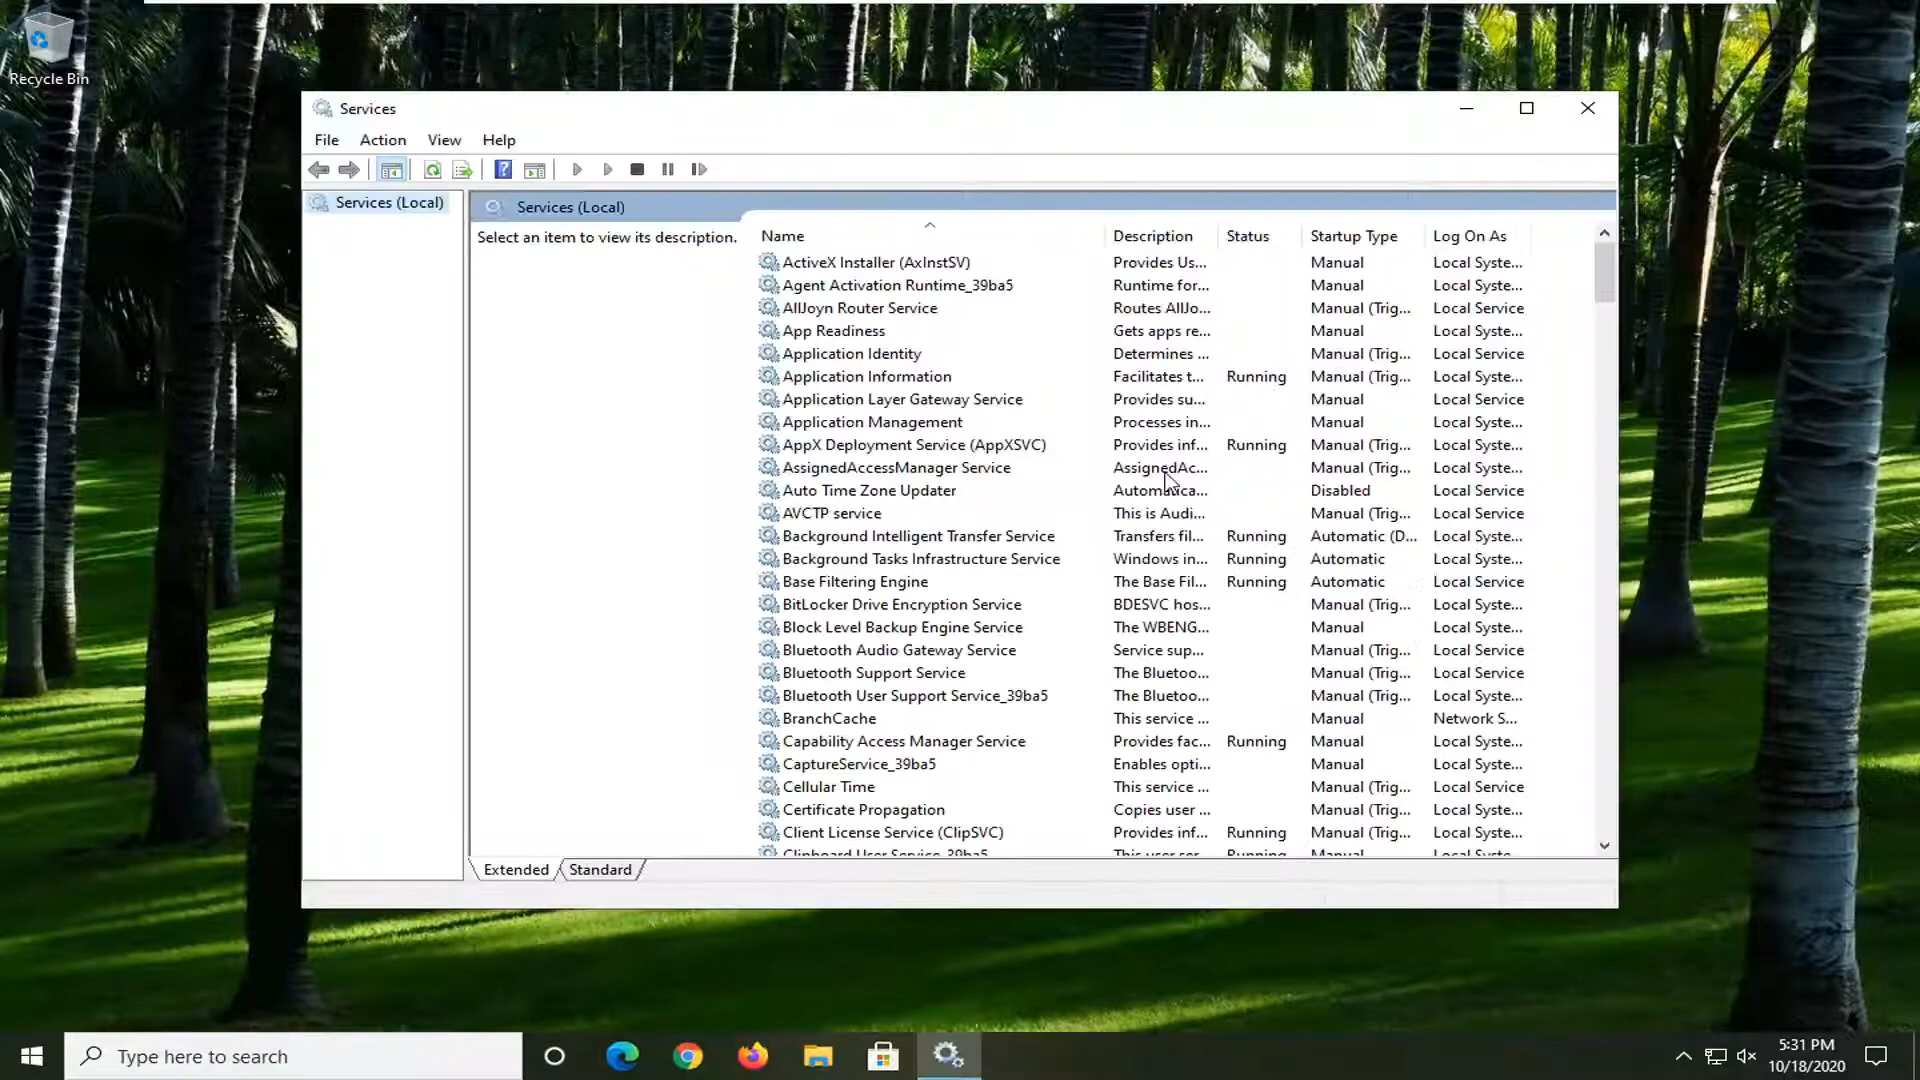 Recycle Bin
Services
File Action View Help
Services (Local)
Services (Local)
Select an item to view its description.
Name Description Status Startup Type Log On As
ActiveX Installer (AxInstSV) Provides Us... Manual Local Syste...
Agent Activation Runtime_39ba5 Runtime for... Manual Local Syste...
AllJoyn Router Service Routes AllJo... Manual (Trig... Local Service
App Readiness Gets apps re... Manual Local Syste...
Application Identity Determines ... Manual (Trig... Local Service
Application Information Facilitates t... Running Manual (Trig... Local Syste...
Application Layer Gateway Service Provides su... Manual Local Service
Application Management Processes in... Manual Local Syste...
AppX Deployment Service (AppXSVC) Provides inf... Running Manual (Trig... Local Syste...
AssignedAccessManager Service AssignedAc... Manual (Trig... Local Syste...
Auto Time Zone Updater Automatica... Disabled Local Service
AVCTP service This is Audi... Manual (Trig... Local Service
Background Intelligent Transfer Service Transfers fil... Running Automatic (D... Local Syste...
Background Tasks Infrastructure Service Windows in... Running Automatic Local Syste...
Base Filtering Engine The Base Fil... Running Automatic Local Service
BitLocker Drive Encryption Service BDESVC hos... Manual (Trig... Local Syste...
Block Level Backup Engine Service The WBENG... Manual Local Syste...
Bluetooth Audio Gateway Service Service sup... Manual (Trig... Local Service
Bluetooth Support Service The Bluetoo... Manual (Trig... Local Service
Bluetooth User Support Service_39ba5 The Bluetoo... Manual (Trig... Local Syste...
BranchCache This service ... Manual Network S...
Capability Access Manager Service Provides fac... Running Manual Local Syste...
CaptureService_39ba5 Enables opti... Manual Local Syste...
Cellular Time This service ... Manual (Trig... Local Service
Certificate Propagation Copies user ... Manual (Trig... Local Syste...
Client License Service (ClipSVC) Provides inf... Running Manual (Trig... Local Syste...
Clipboard User Service_39ba5 This user ser... Running Manual Local Syste...
Extended Standard
Type here to search
5:31 PM
10/18/2020